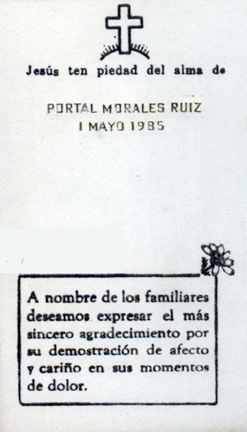 Jesús ten piedad del alma de
PORTAL MORALES RUIZ
1 MAYO 1985
A nombre de los familiares
deseamos expresar el más
sincero agradecimiento por
su demostración de afecto
y cariño en sus momentos
de dolor.